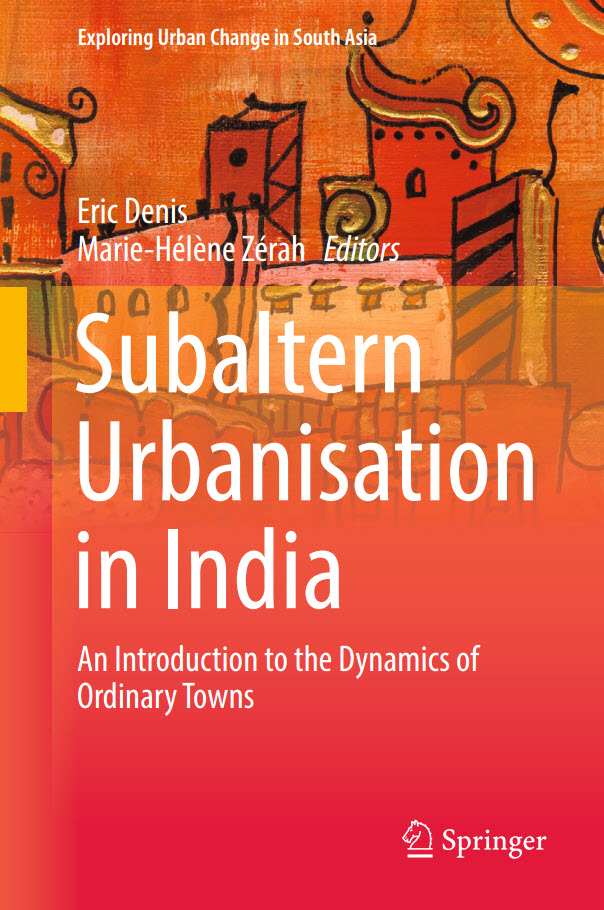 Exploring Urban Change in South Asia
Eric Denis
Marie-Hélène Zérah Editors
Subaltern
Urbanisation
in India
An Introduction to the Dynamics of
Ordinary Towns
Springer